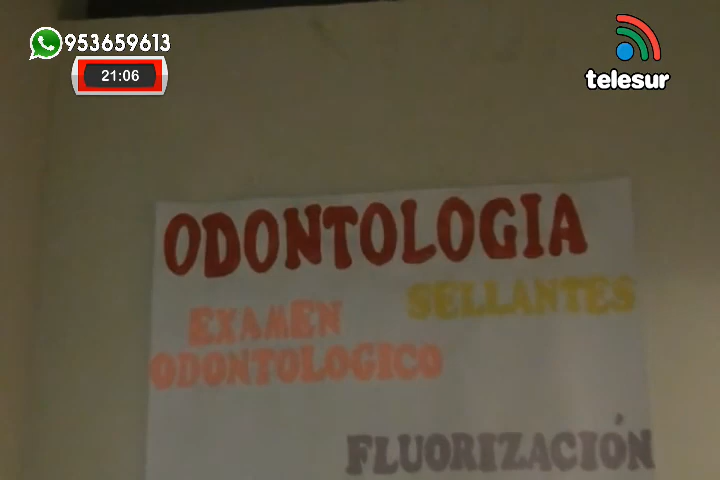 953659613
21:06
telesur
ODONTOLOGIA
SELLANTES
EXAMEN
ODONTOLOGICO
FLUORIZACIÓN